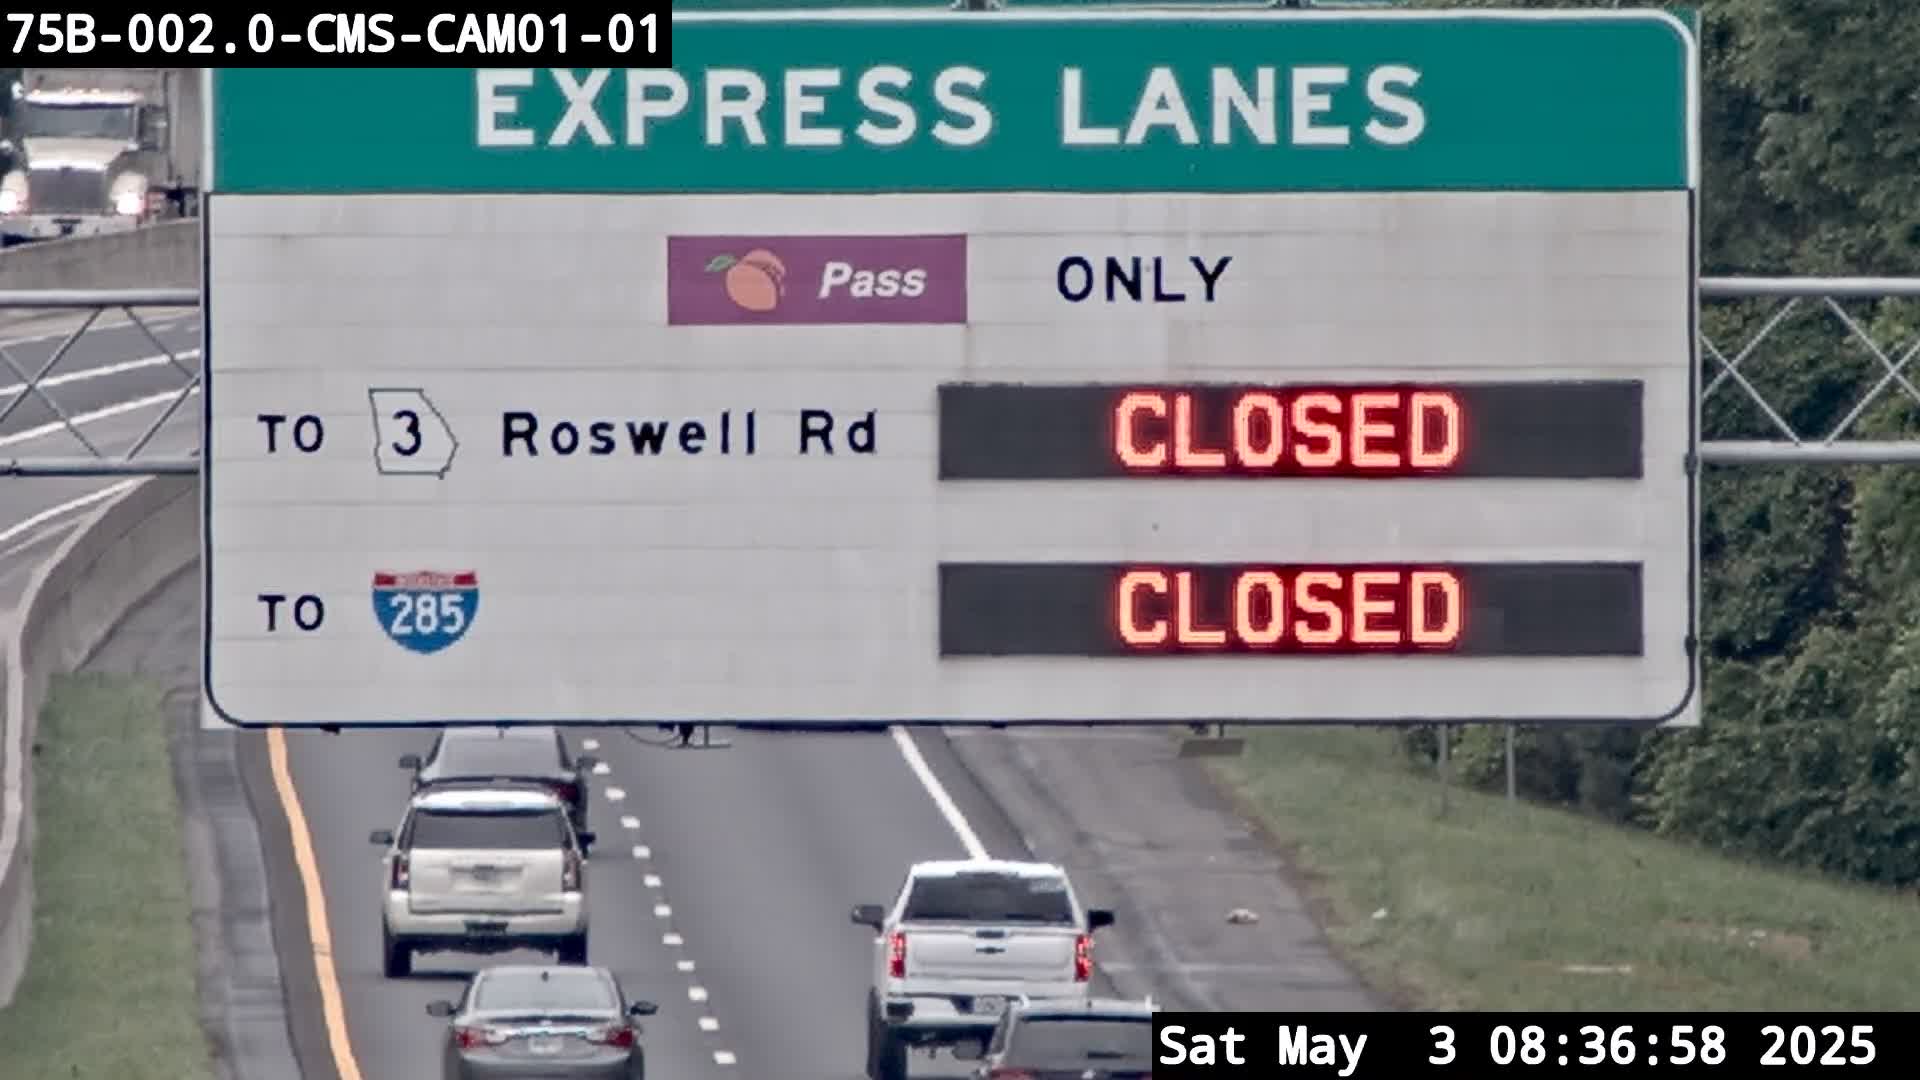 75B-002.0-CMS-CAM01-01
EXPRESS LANES
Pass ONLY
TO 3 Roswell Rd CLOSED
TO 285 CLOSED
Sat May 3 08:36:58 2025